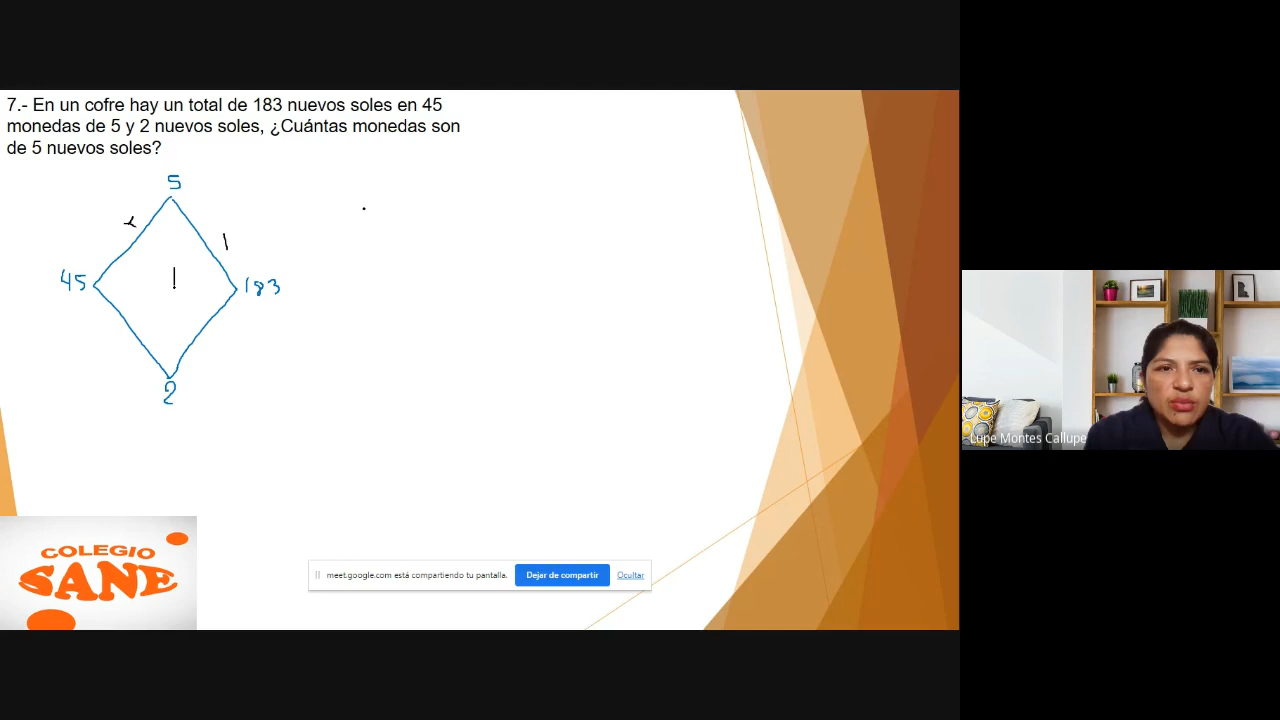 7.- En un cofre hay un total de 183 nuevos soles en 45
monedas de 5 y 2 nuevos soles, ¿Cuántas monedas son
de 5 nuevos soles?
5
x
45
183
2
COLEGIO
SANE
meet.google.com está compartiendo tu pantalla.
Dejar de compartir
Ocultar
Lupe Montes Callupe